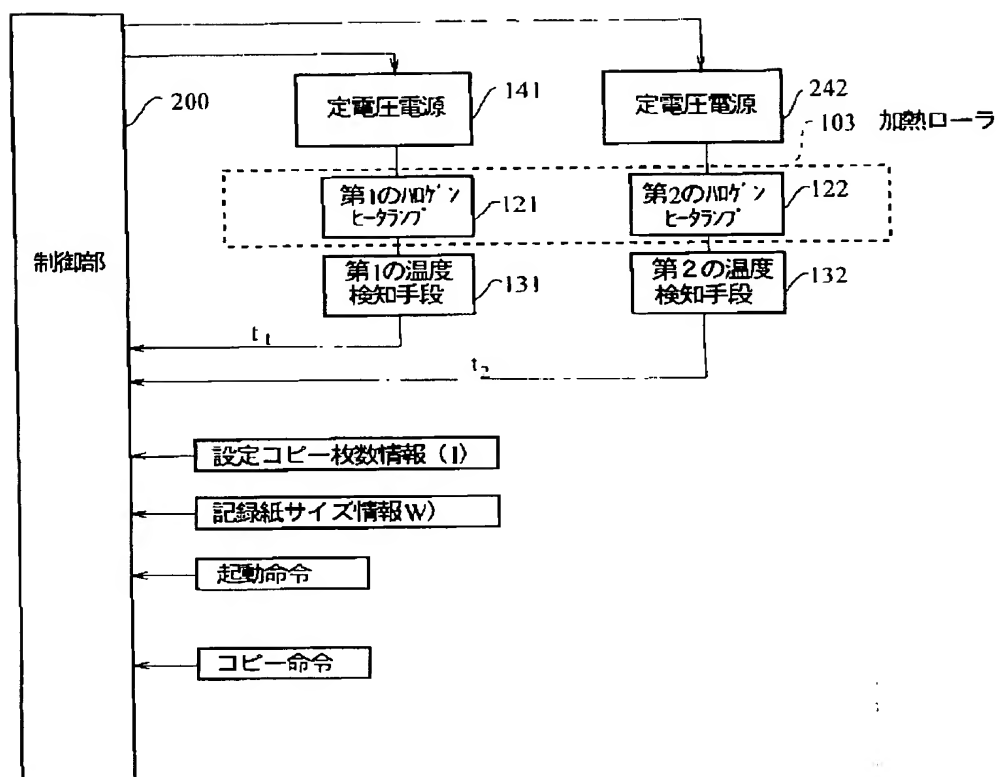 定電圧電源
141
定電圧電源
242
200
103 加熱ローラ
第1のハロゲン
ヒータランプ
121
第2のハロゲン
ヒータランプ
122
制御部
第1の温度
検知手段
131
第2の温度
検知手段
132
t1
t2
設定コピー枚数情報(I)
記録紙サイズ情報W)
起動命令
コピー命令